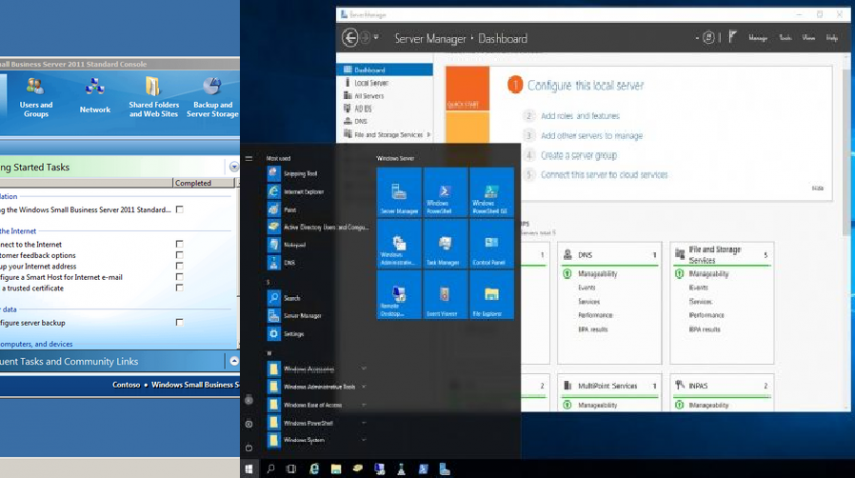 mall Business Server 2011 Standard Console
Users and Groups
Network
Shared Folders and Web Sites
Backup and Server Storage
ng Started Tasks
Completed
lation
g the Windows Small Business Server 2011 Standard...
the Internet
nect to the Internet
tomer feedback options
up your Internet address
figure a Smart Host for Internet e-mail
a trusted certificate
data
figure server backup
omputers, and devices
uent Tasks and Community Links
Contoso • Windows Small Business S
Server Manager
Server Manager • Dashboard
Manage Tools View Help
Dashboard
Local Server
All Servers
AD DS
DNS
File and Storage Services
QUICK START
1 Configure this local server
2 Add roles and features
3 Add other servers to manage
4 Create a server group
5 Connect this server to cloud services
Hide
Most used
Snipping Tool
Internet Explorer
Paint
Active Directory Users and Compu...
Notepad
DNS
S
Search
Server Manager
Settings
W
Windows Accessories
Windows Administrative Tools
Windows Ease of Access
Windows PowerShell
Windows System
Windows Server
Server Manager
Windows PowerShell
Windows PowerShell ISE
Windows Administrativ...
Task Manager
Control Panel
Remote Desktop...
Event Viewer
File Explorer
1
DNS 1
Manageability
Events
Services
Performance
BPA results
File and Storage Services 5
Manageability
Events
Services
Performance
BPA results
2
MultiPoint Services 1
Manageability
NPAS 2
Manageability